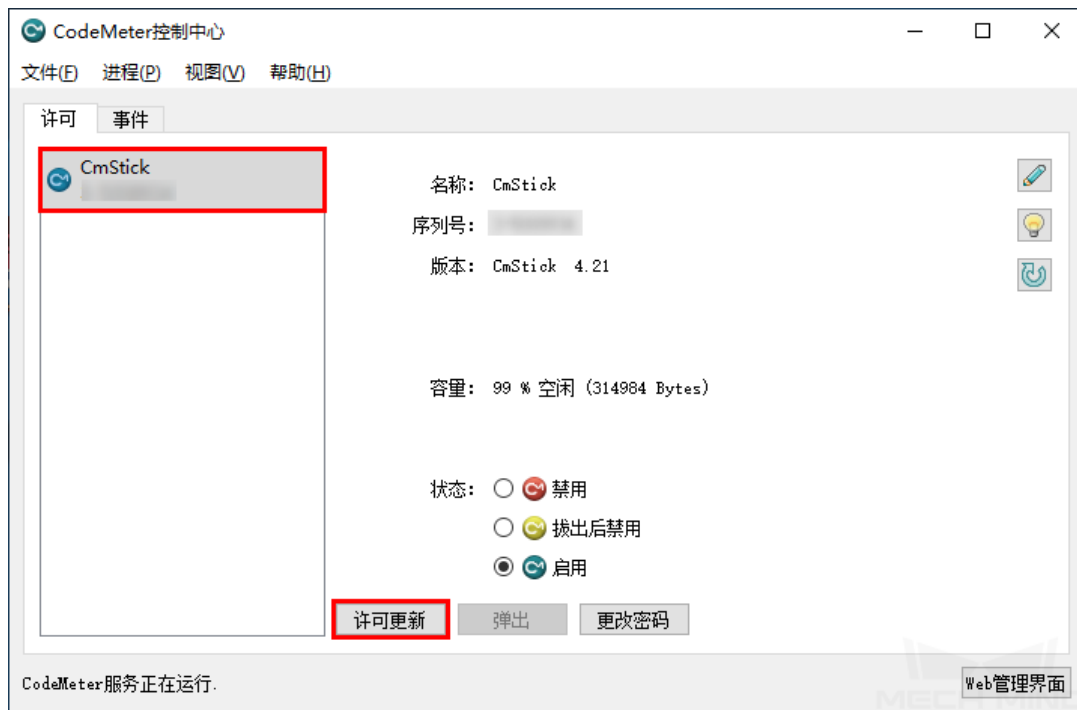 CodeMeter控制中心
文件(F) 进程(P) 视图(V) 帮助(H)
许可 事件
CmStick
名称: CmStick
序列号:
版本: CmStick 4.21
容量: 99 % 空闲 (314984 Bytes)
状态: 禁用
拔出后禁用
启用
许可更新 弹出 更改密码
CodeMeter服务正在运行.
Web管理界面
MECH MIND